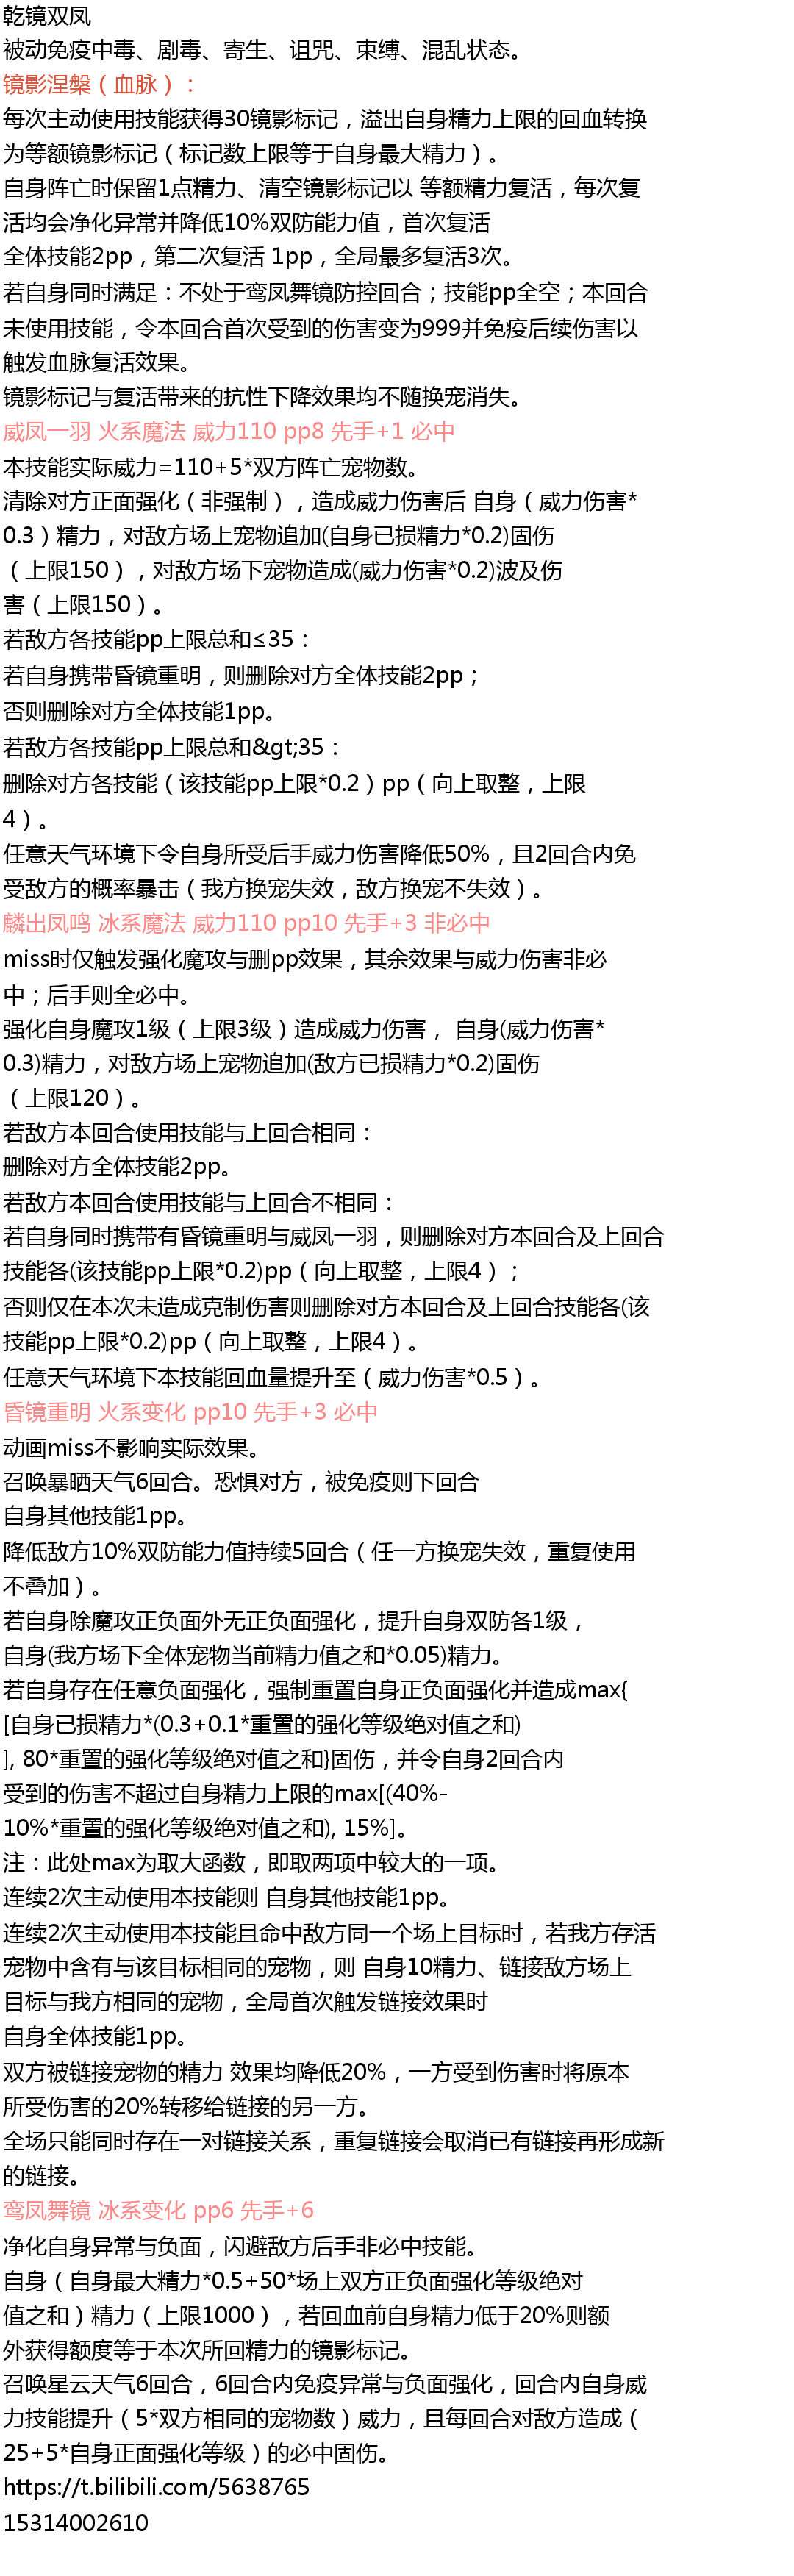 乾镜双凤
被动免疫中毒、剧毒、寄生、诅咒、束缚、混乱状态。
镜影涅槃（血脉）：
每次主动使用技能获得30镜影标记，溢出自身精力上限的回血转换
为等额镜影标记（标记数上限等于自身最大精力）。
自身阵亡时保留1点精力、清空镜影标记以 等额精力复活，每次复
活均会净化异常并降低10%双防能力值，首次复活
全体技能2pp，第二次复活 1pp，全局最多复活3次。
若自身同时满足：不处于鸾凤舞镜防控回合；技能pp全空；本回合
未使用技能，令本回合首次受到的伤害变为999并免疫后续伤害以
触发血脉复活效果。
镜影标记与复活带来的抗性下降效果均不随换宠消失。
威凤一羽 火系魔法 威力110 pp8 先手+1 必中
本技能实际威力=110+5*双方阵亡宠物数。
清除对方正面强化（非强制），造成威力伤害后 自身（威力伤害*
0.3）精力，对敌方场上宠物追加(自身已损精力*0.2)固伤
（上限150），对敌方场下宠物造成(威力伤害*0.2)波及伤
害（上限150）。
若敌方各技能pp上限总和≤35：
若自身携带昏镜重明，则删除对方全体技能2pp；
否则删除对方全体技能1pp。
若敌方各技能pp上限总和&gt;35：
删除对方各技能（该技能pp上限*0.2）pp（向上取整，上限
4）。
任意天气环境下令自身所受后手威力伤害降低50%，且2回合内免
受敌方的概率暴击（我方换宠失效，敌方换宠不失效）。
麟出凤鸣 冰系魔法 威力110 pp10 先手+3 非必中
miss时仅触发强化魔攻与删pp效果，其余效果与威力伤害非必
中；后手则全必中。
强化自身魔攻1级（上限3级）造成威力伤害， 自身(威力伤害*
0.3)精力，对敌方场上宠物追加(敌方已损精力*0.2)固伤
（上限120）。
若敌方本回合使用技能与上回合相同：
删除对方全体技能2pp。
若敌方本回合使用技能与上回合不相同：
若自身同时携带有昏镜重明与威凤一羽，则删除对方本回合及上回合
技能各(该技能pp上限*0.2)pp（向上取整，上限4）；
否则仅在本次未造成克制伤害则删除对方本回合及上回合技能各(该
技能pp上限*0.2)pp（向上取整，上限4）。
任意天气环境下本技能回血量提升至（威力伤害*0.5）。
昏镜重明 火系变化 pp10 先手+3 必中
动画miss不影响实际效果。
召唤暴晒天气6回合。恐惧对方，被免疫则下回合
自身其他技能1pp。
降低敌方10%双防能力值持续5回合（任一方换宠失效，重复使用
不叠加）。
若自身除魔攻正负面外无正负面强化，提升自身双防各1级，
自身(我方场下全体宠物当前精力值之和*0.05)精力。
若自身存在任意负面强化，强制重置自身正负面强化并造成max{
[自身已损精力*(0.3+0.1*重置的强化等级绝对值之和)
], 80*重置的强化等级绝对值之和}固伤，并令自身2回合内
受到的伤害不超过自身精力上限的max[(40%-
10%*重置的强化等级绝对值之和), 15%]。
注：此处max为取大函数，即取两项中较大的一项。
连续2次主动使用本技能则 自身其他技能1pp。
连续2次主动使用本技能且命中敌方同一个场上目标时，若我方存活
宠物中含有与该目标相同的宠物，则 自身10精力、链接敌方场上
目标与我方相同的宠物，全局首次触发链接效果时
自身全体技能1pp。
双方被链接宠物的精力 效果均降低20%，一方受到伤害时将原本
所受伤害的20%转移给链接的另一方。
全场只能同时存在一对链接关系，重复链接会取消已有链接再形成新
的链接。
鸾凤舞镜 冰系变化 pp6 先手+6
净化自身异常与负面，闪避敌方后手非必中技能。
自身（自身最大精力*0.5+50*场上双方正负面强化等级绝对
值之和）精力（上限1000），若回血前自身精力低于20%则额
外获得额度等于本次所回精力的镜影标记。
召唤星云天气6回合，6回合内免疫异常与负面强化，回合内自身威
力技能提升（5*双方相同的宠物数）威力，且每回合对敌方造成（
25+5*自身正面强化等级）的必中固伤。
https://t.bilibili.com/5638765
15314002610